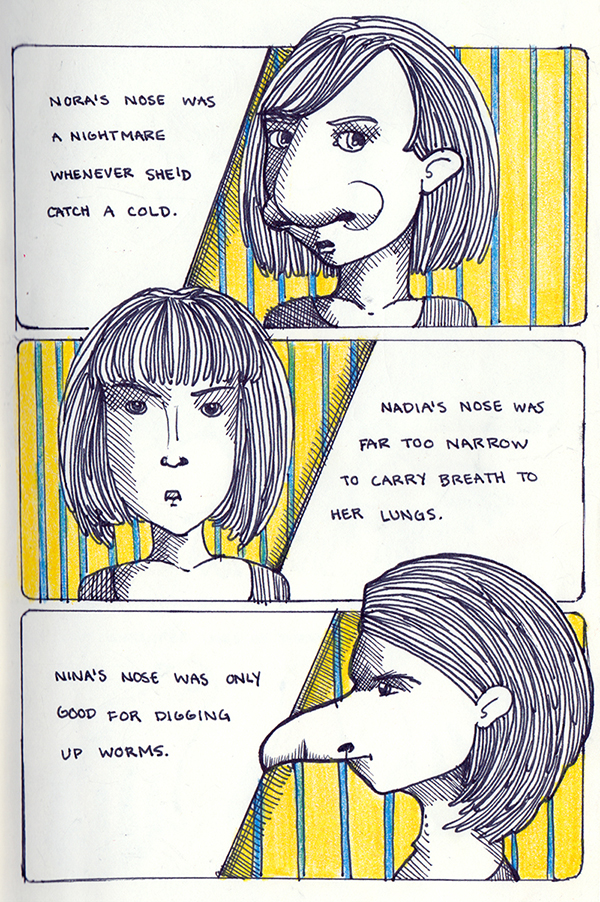 NORA'S NOSE WAS
A NIGHTMARE
WHENEVER SHE'D
CATCH A COLD.
NADIA'S NOSE WAS
FAR TOO NARROW
TO CARRY BREATH TO
HER LUNGS.
NINA'S NOSE WAS ONLY
GOOD FOR DIGGING
UP WORMS.